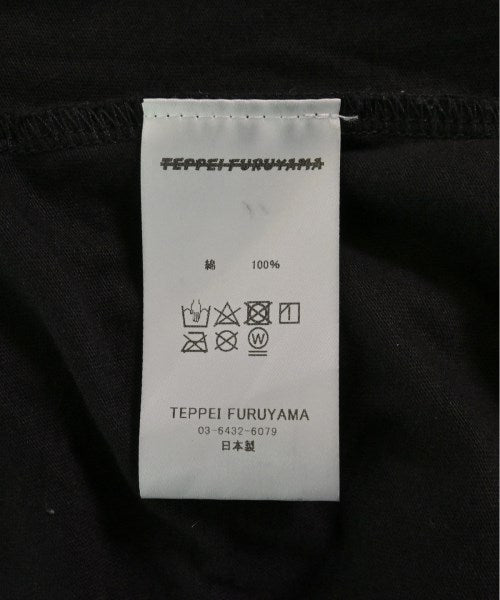 TEPPEI FURUYAMA
綿 100%
W
TEPPEI FURUYAMA
03-6432-6079
日本製